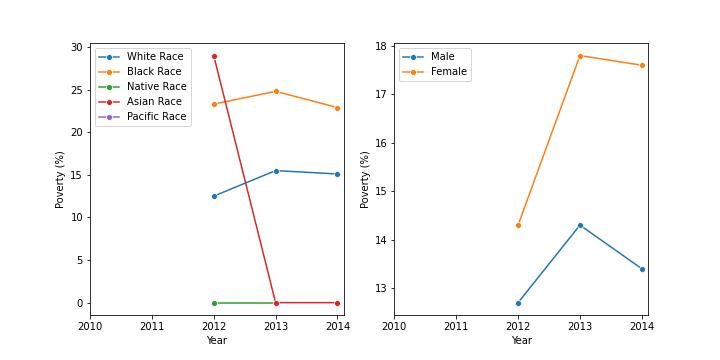 30
25
20
15
10
5
0
Poverty (%)
White Race
Black Race
Native Race
Asian Race
Pacific Race
2010 2011 2012 2013 2014
Year
18
17
16
15
14
13
Poverty (%)
Male
Female
2010 2011 2012 2013 2014
Year